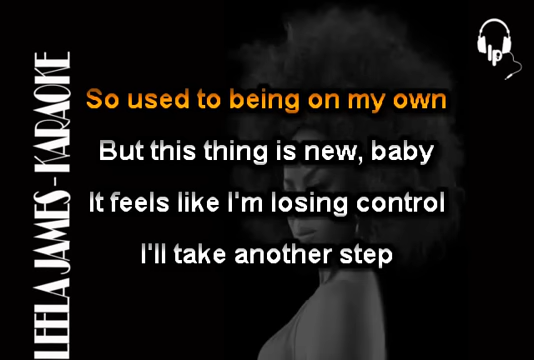 LEELA JAMES-KARAOKE
lp
So used to being on my own
But this thing is new, baby
It feels like I'm losing control
I'll take another step